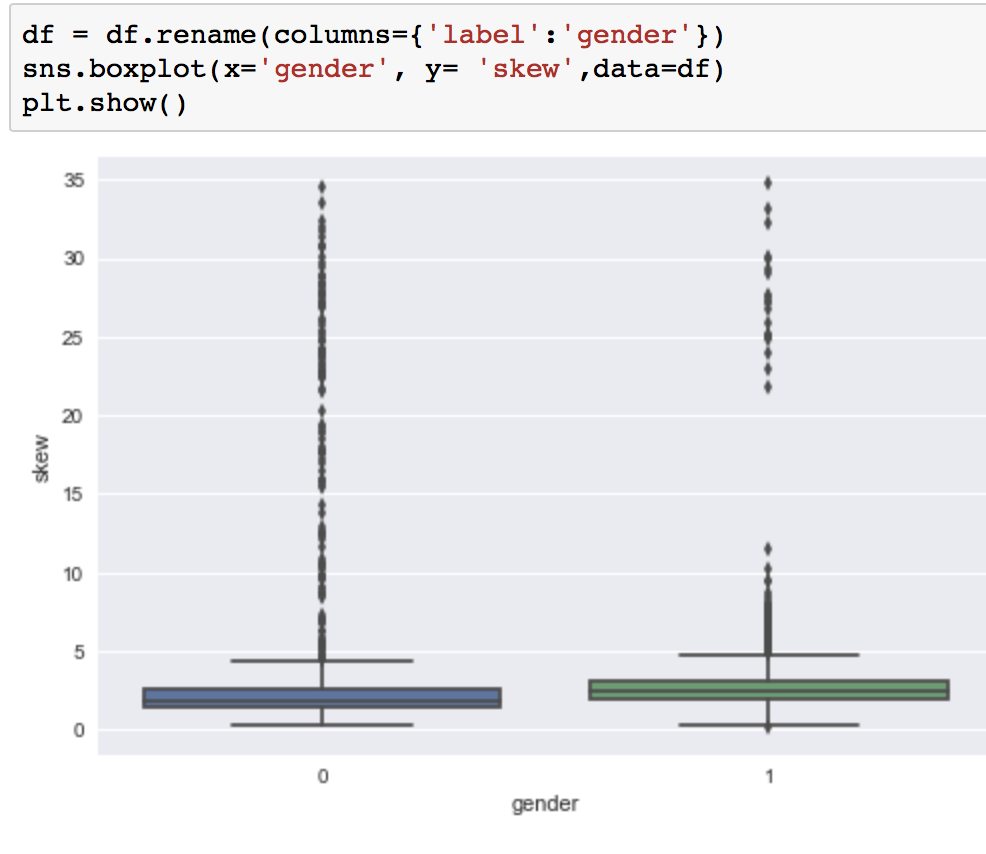 df = df.rename(columns={'label':'gender'})
sns.boxplot(x='gender', y= 'skew',data=df)
plt.show()
35
30
25
20
15
10
5
0
skew
0 1
gender